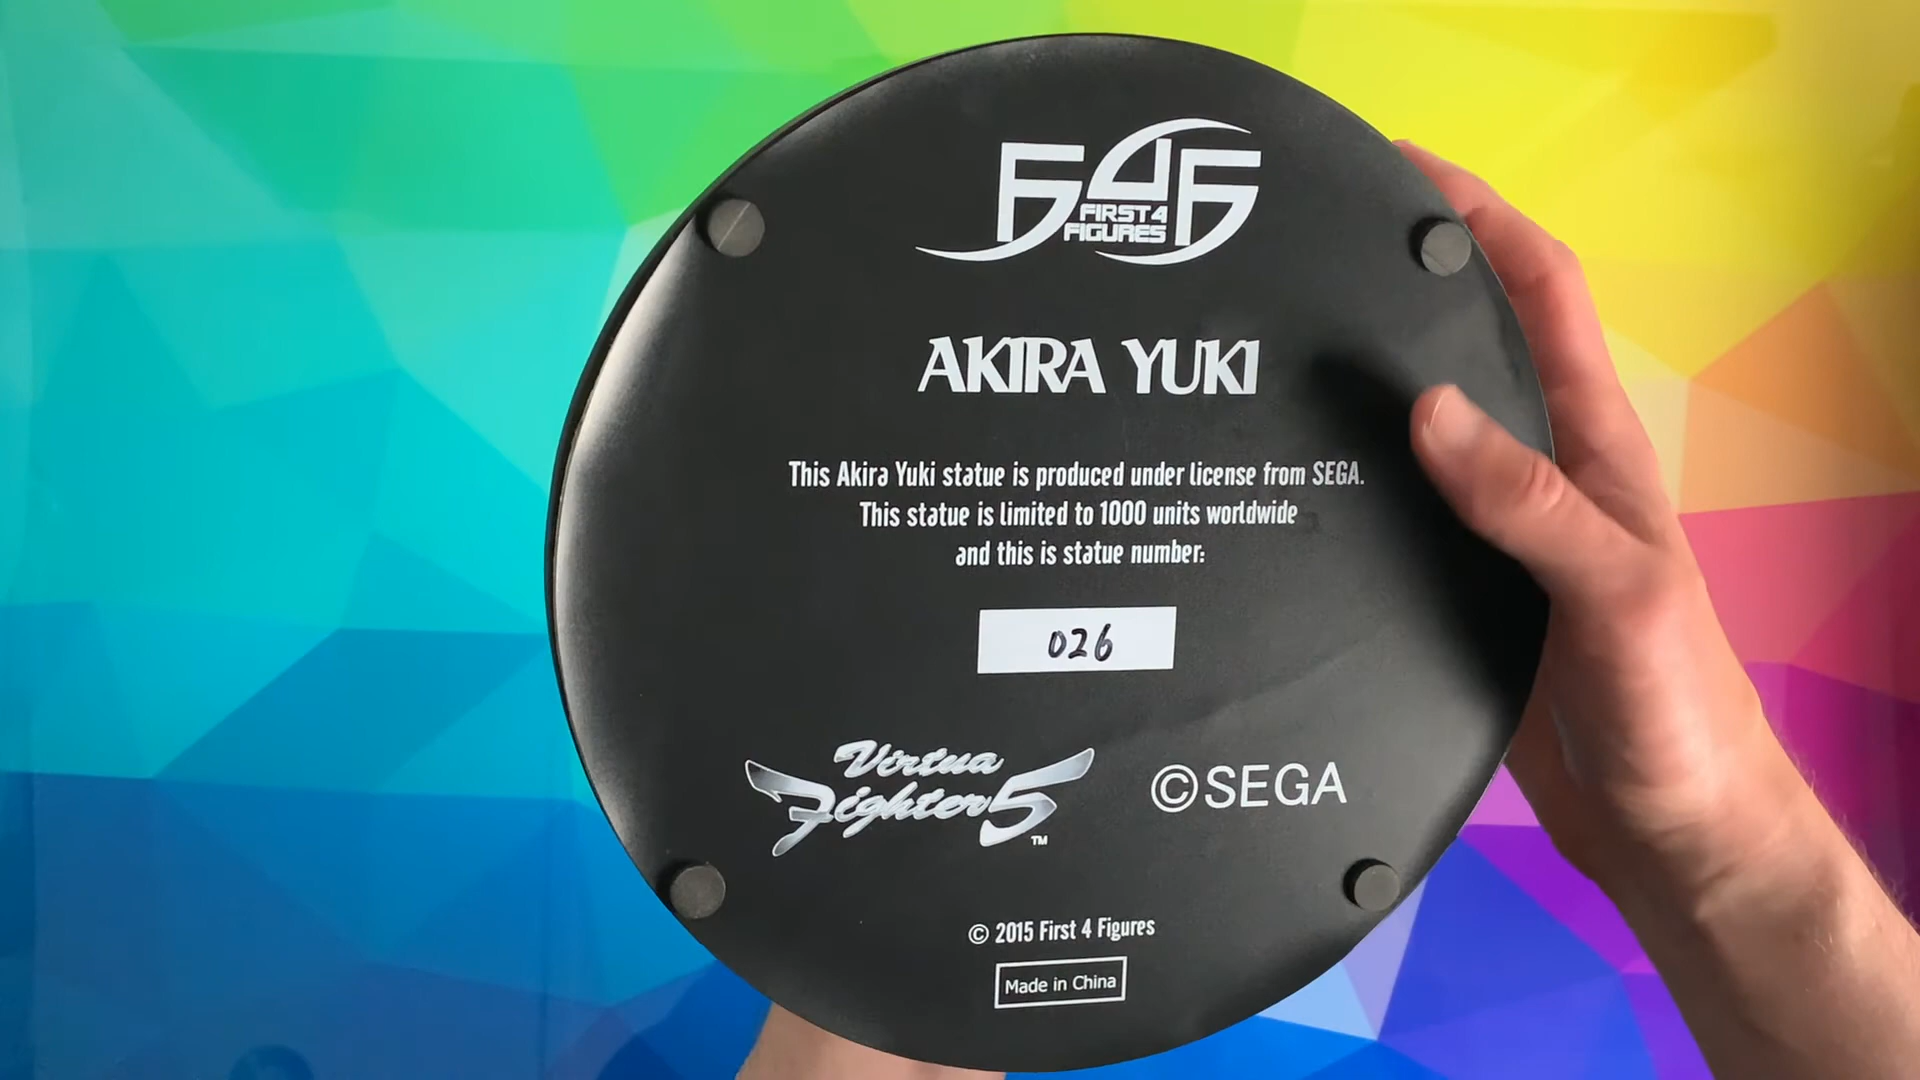 F4F
FIRST 4
FIGURES
AKIRA YUKI
This Akira Yuki statue is produced under license from SEGA.
This statue is limited to 1000 units worldwide
and this is statue number:
026
Virtua
Fighter 5
TM
© SEGA
© 2015 First 4 Figures
Made in China